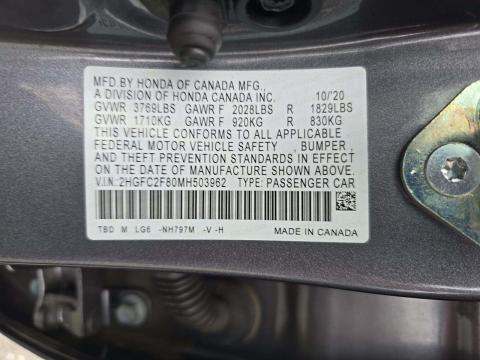 MFD.BY HONDA OF CANADA MFG.,
A DIVISION OF HONDA CANADA INC. 10/'20
GVWR 3769LBS GAWR F 2028LBS R 1829LBS
GVWR 1710KG GAWR F 920KG R 830KG
THIS VEHICLE CONFORMS TO ALL APPLICABLE
FEDERAL MOTOR VEHICLE SAFETY , BUMPER ,
AND THEFT PREVENTION STANDARDS IN EFFECT
ON THE DATE OF MANUFACTURE SHOWN ABOVE.
V.I.N: 2HGFC2F80MH503962 TYPE: PASSENGER CAR
TBD M LG6 -NH797M -V -H MADE IN CANADA